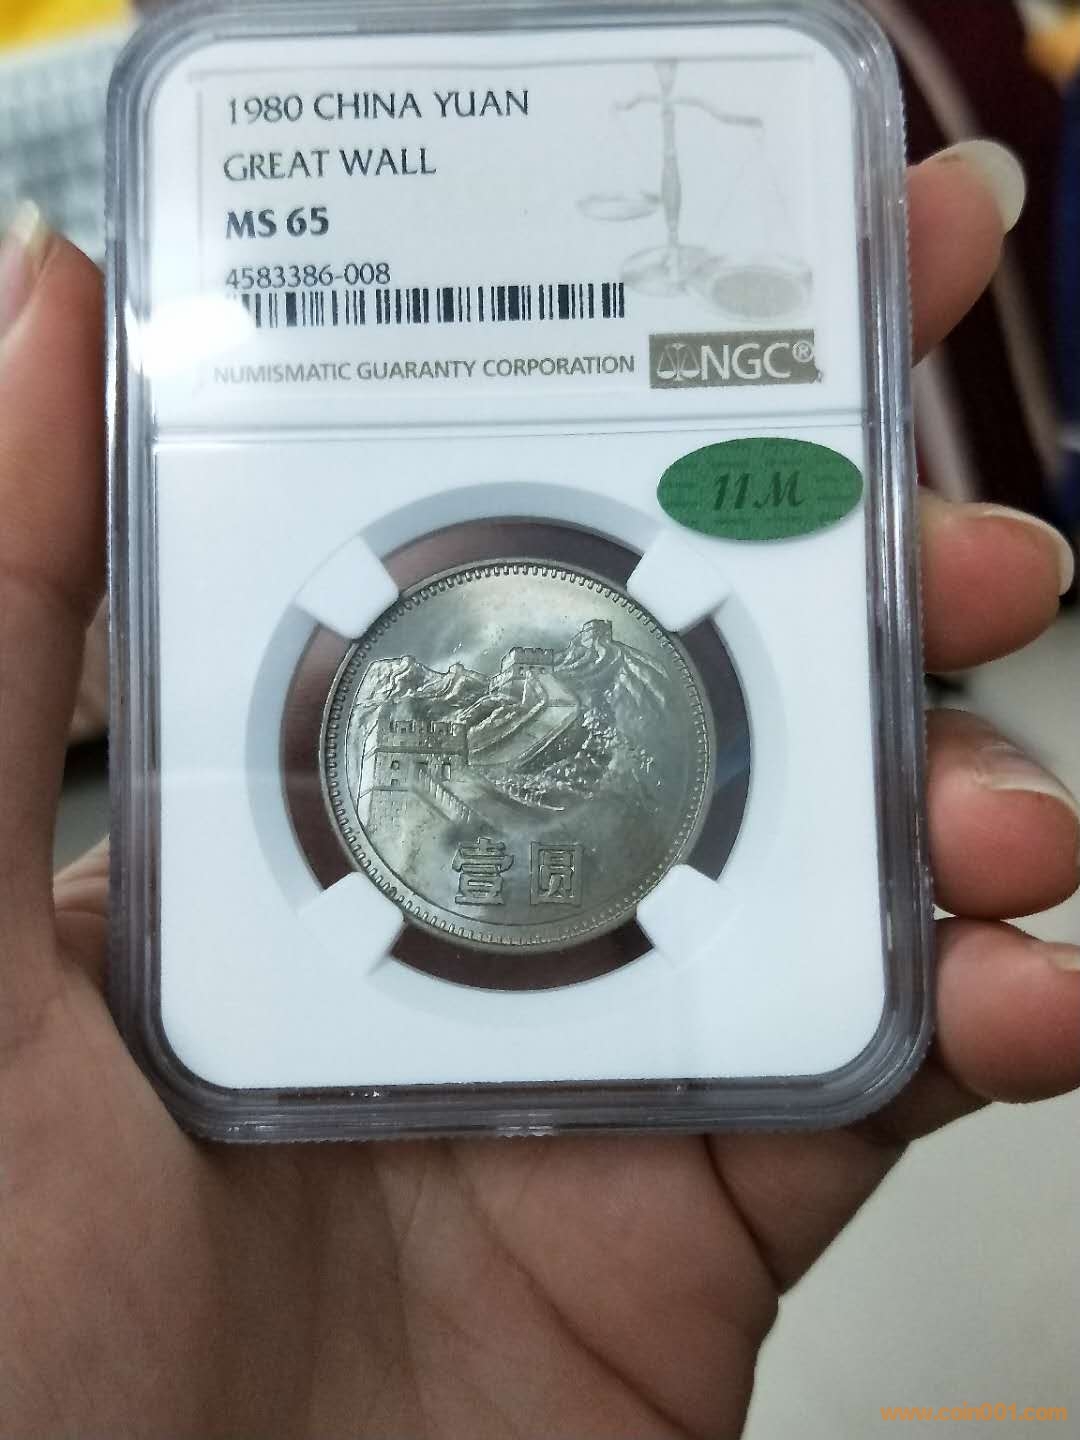 1980 CHINA YUAN
GREAT WALL
MS 65
4583386-008
NUMISMATIC GUARANTY CORPORATION
NGC®
11M
壹圆
www.coin001.com